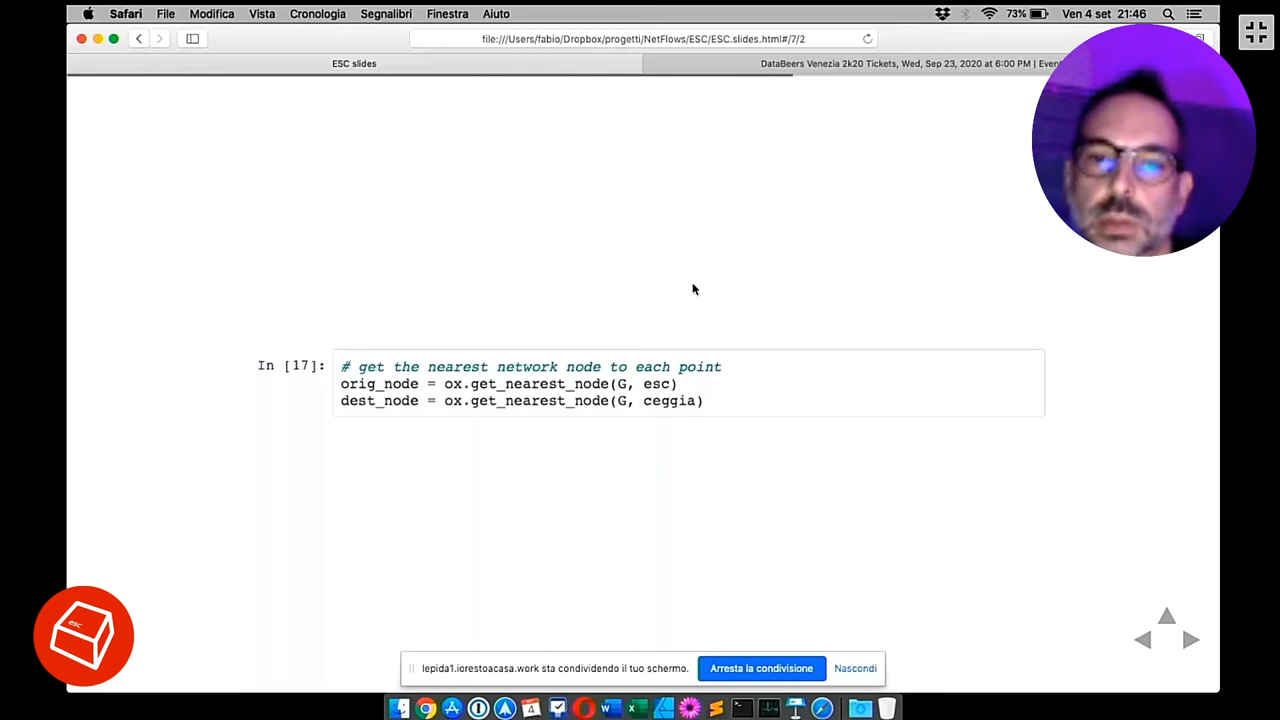 Safari File Modifica Vista Cronologia Segnalibri Finestra Aiuto 73% Ven 4 set 21:46
file:///Users/fabio/Dropbox/progetti/NetFlows/ESC/ESC.slides.html#/7/2
ESC slides
DataBeers Venezia 2k20 Tickets, Wed, Sep 23, 2020 at 6:00 PM | Event
In [17]: # get the nearest network node to each point
orig_node = ox.get_nearest_node(G, esc)
dest_node = ox.get_nearest_node(G, ceggia)
esc
lepida1.iorestoacasa.work sta condividendo il tuo schermo. Arresta la condivisione Nascondi
4